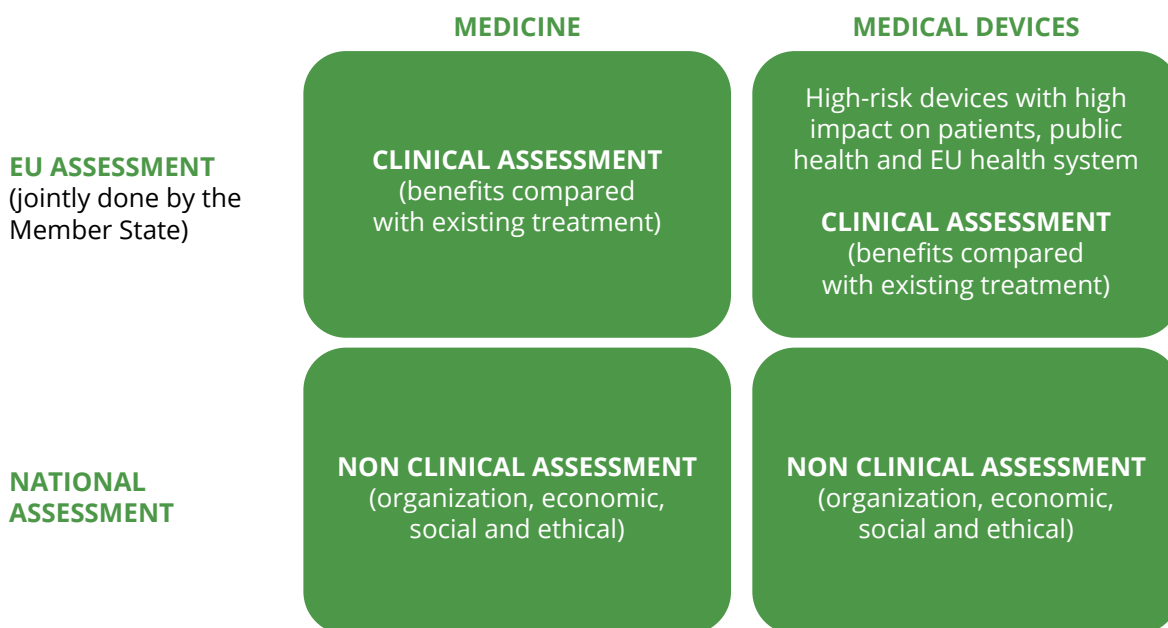 MEDICINE
MEDICAL DEVICES
EU ASSESSMENT
(jointly done by the
Member State)
CLINICAL ASSESSMENT
(benefits compared
with existing treatment)
High-risk devices with high
impact on patients, public
health and EU health system
CLINICAL ASSESSMENT
(benefits compared
with existing treatment)
NATIONAL
ASSESSMENT
NON CLINICAL ASSESSMENT
(organization, economic,
social and ethical)
NON CLINICAL ASSESSMENT
(organization, economic,
social and ethical)